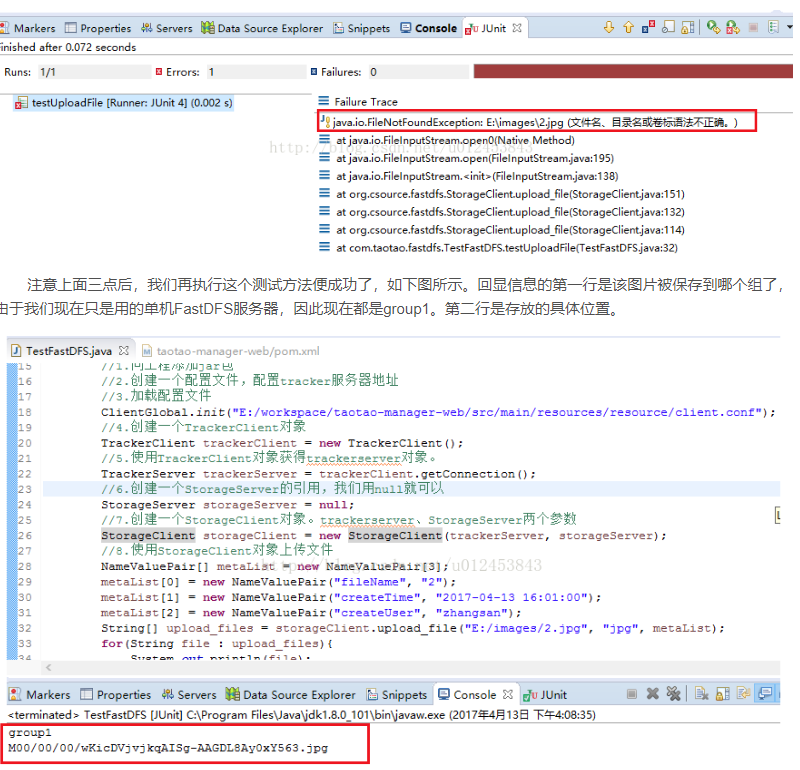 Markers Properties Servers Data Source Explorer Snippets Console JUnit
inished after 0.072 seconds
Runs: 1/1 Errors: 1 Failures: 0
testUploadFile [Runner: JUnit 4] (0.002 s)
Failure Trace
java.io.FileNotFoundException: E:\images\2.jpg (文件名、目录名或卷标语法不正确。)
at java.io.FileInputStream.open0(Native Method)
http://blog.csdn.net/u012453843
at java.io.FileInputStream.open(FileInputStream.java:195)
at java.io.FileInputStream.<init>(FileInputStream.java:138)
at org.csource.fastdfs.StorageClient.upload_file(StorageClient.java:151)
at org.csource.fastdfs.StorageClient.upload_file(StorageClient.java:132)
at org.csource.fastdfs.StorageClient.upload_file(StorageClient.java:114)
at com.taotao.fastdfs.TestFastDFS.testUploadFile(TestFastDFS.java:32)
注意上面三点后，我们再执行这个测试方法便成功了，如下图所示。回显信息的第一行是该图片被保存到哪个组了，
由于我们现在只是用的单机FastDFS服务器，因此现在都是group1。第二行是存放的具体位置。
TestFastDFS.java taotao-manager-web/pom.xml
15 //1.向工程添加jar包
16 //2.创建一个配置文件，配置tracker服务器地址
17 //3.加载配置文件
18 ClientGlobal.init("E:/workspace/taotao-manager-web/src/main/resources/resource/client.conf");
19 //4.创建一个TrackerClient对象
20 TrackerClient trackerClient = new TrackerClient();
21 //5.使用TrackerClient对象获得trackerserver对象。
22 TrackerServer trackerServer = trackerClient.getConnection();
23 //6.创建一个StorageServer的引用，我们用null就可以
24 StorageServer storageServer = null;
25 //7.创建一个StorageClient对象。trackerserver、StorageServer两个参数
26 StorageClient storageClient = new StorageClient(trackerServer, storageServer);
27 //8.使用StorageClient对象上传文件
28 NameValuePair[] metaList = new NameValuePair[3];
u012453843
29 metaList[0] = new NameValuePair("fileName", "2");
30 metaList[1] = new NameValuePair("createTime", "2017-04-13 16:01:00");
31 metaList[2] = new NameValuePair("createUser", "zhangsan");
32 String[] upload_files = storageClient.upload_file("E:/images/2.jpg", "jpg", metaList);
33 for(String file : upload_files){
34 System.out.println(file);
Markers Properties Servers Data Source Explorer Snippets Console JUnit
<terminated> TestFastDFS [JUnit] C:\Program Files\Java\jdk1.8.0_101\bin\javaw.exe (2017年4月13日 下午4:08:35)
group1
M00/00/00/wKicDVjvjkqAISg-AAGDL8Ay0xY563.jpg